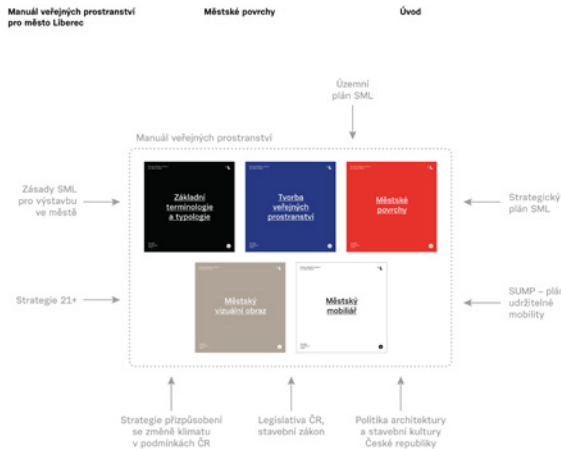 Manuál veřejných prostranství
pro město Liberec
Městské povrchy
Úvod
Územní
plán SML
Manuál veřejných prostranství
Zásady SML
pro výstavbu
ve městě
Základní
terminologie
a typologie
Tvorba
veřejných
prostranství
Městské
povrchy
Strategický
plán SML
Strategie 21+
Městský
vizuální obraz
Městský
mobiliář
SUMP – plán
udržitelné
mobility
Strategie přizpůsobení
se změně klimatu
v podmínkách ČR
Legislativa ČR,
stavební zákon
Politika architektury
a stavební kultury
České republiky